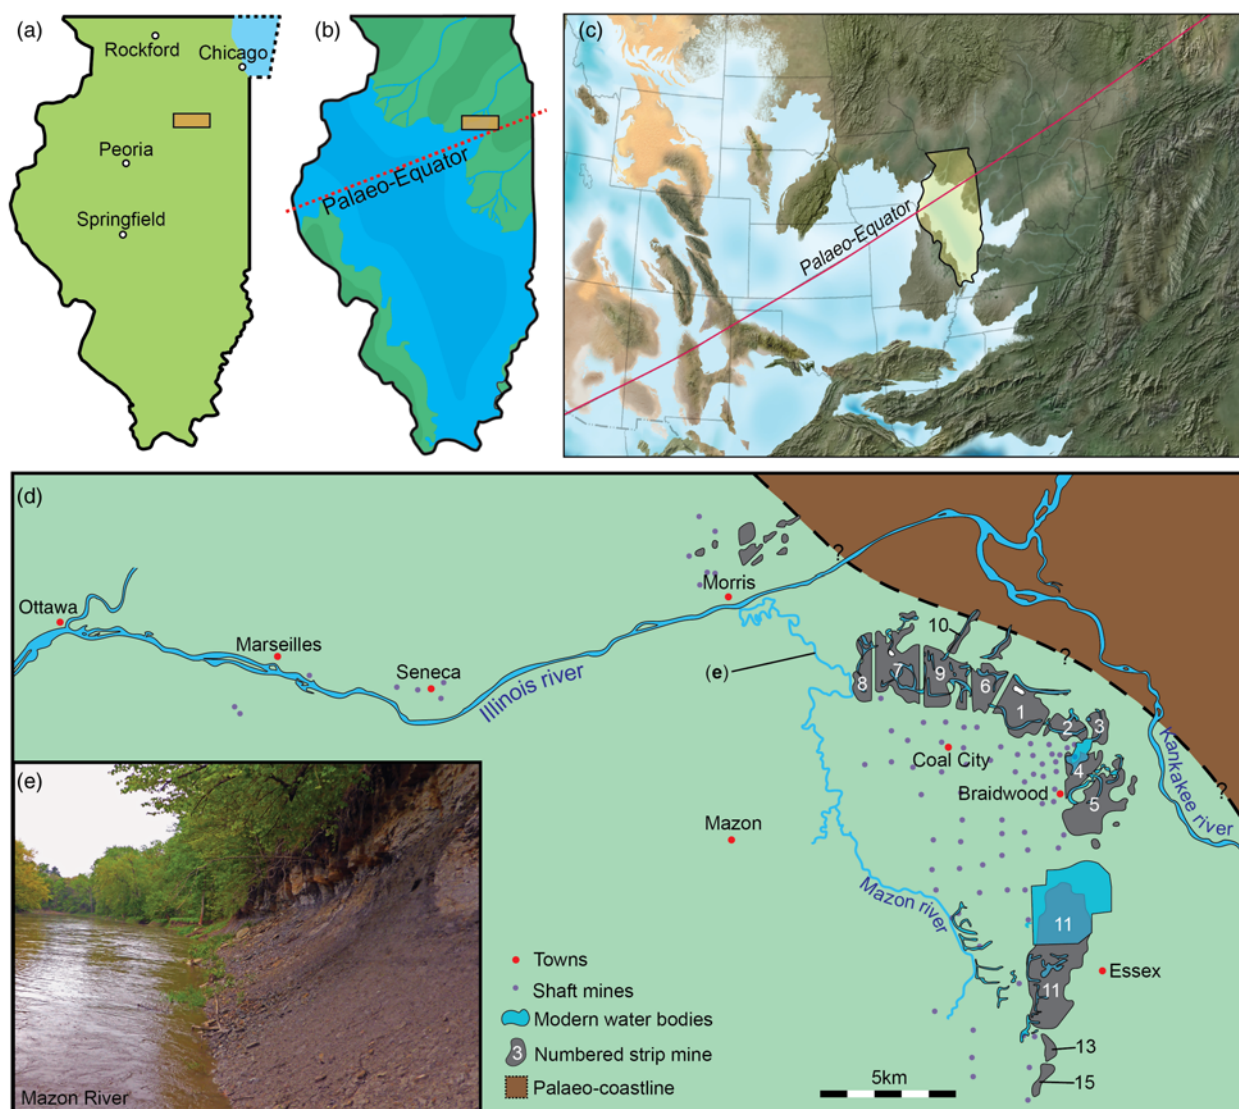 (a)
Rockford
Chicago
Peoria
Springfield
(b)
Palaeo-Equator
(c)
Palaeo-Equator
(d)
Ottawa
Marseilles
Seneca
Illinois river
Morris
?
10
(e)
8
7
9
6
1
2
3
?
4
5
Coal City
Braidwood
?
Kankakee river
Mazon
Mazon river
11
11
Essex
13
15
Towns
Shaft mines
Modern water bodies
3
Numbered strip mine
Palaeo-coastline
5km
(e)
Mazon River